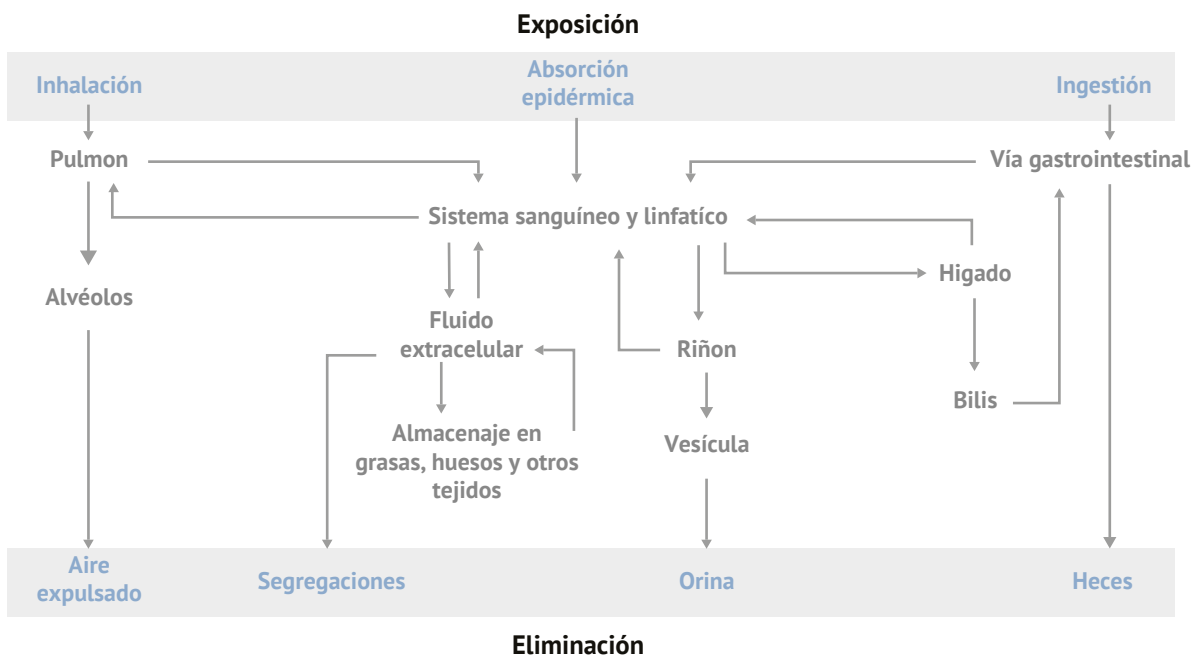 Exposición
Inhalación
Absorción
epidérmica
Ingestión
Pulmon
Vía gastrointestinal
Sistema sanguíneo y linfatíco
Higado
Alvéolos
Fluido
extracelular
Riñon
Bilis
Almacenaje en
grasas, huesos y otros
tejidos
Vesícula
Aire
expulsado
Segregaciones
Orina
Heces
Eliminación